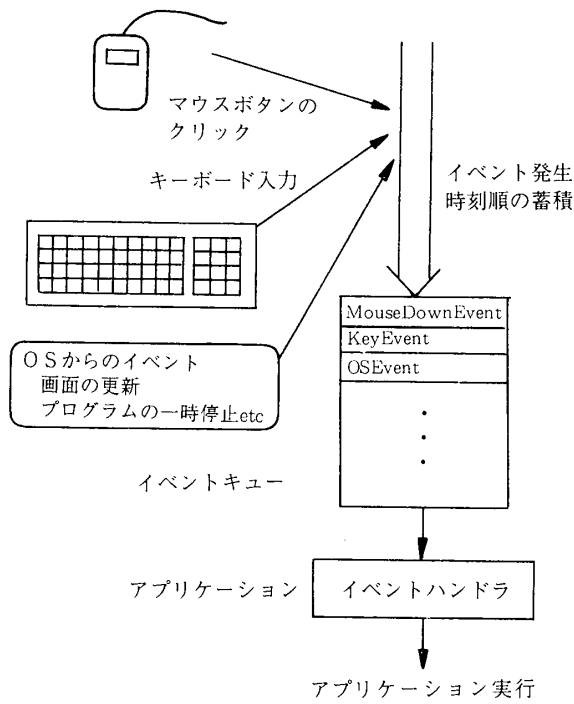 マウスボタンの
クリック
キーボード入力
イベント発生
時刻順の蓄積
MouseDownEvent
KeyEvent
OSEvent
OSからのイベント
画面の更新
プログラムの一時停止etc
イベントキュー
アプリケーション
イベントハンドラ
アプリケーション実行